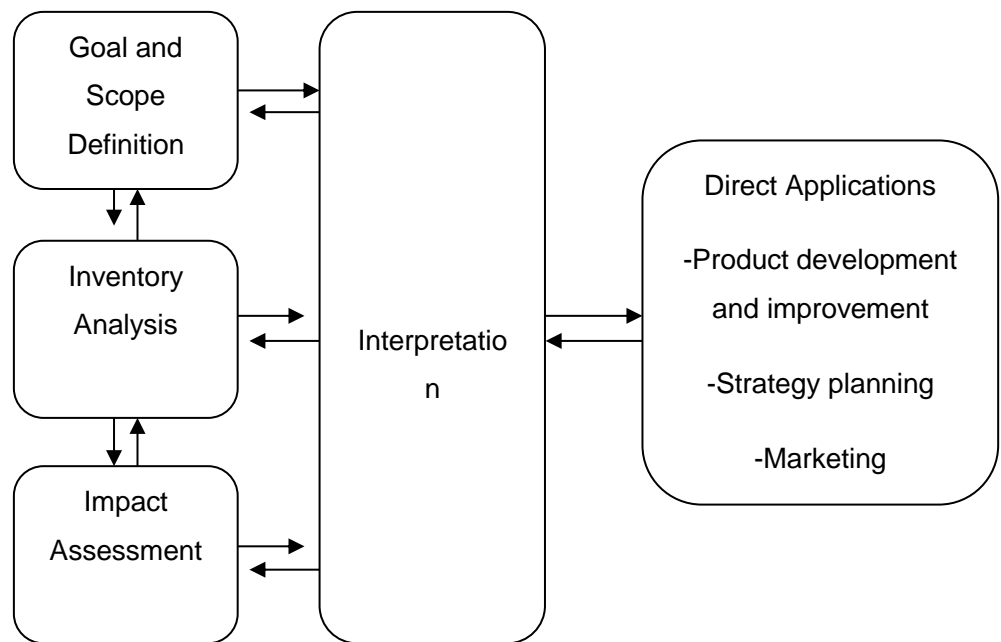 Goal and
Scope
Definition
Inventory
Analysis
Impact
Assessment
Interpretatio
n
Direct Applications
-Product development
and improvement
-Strategy planning
-Marketing